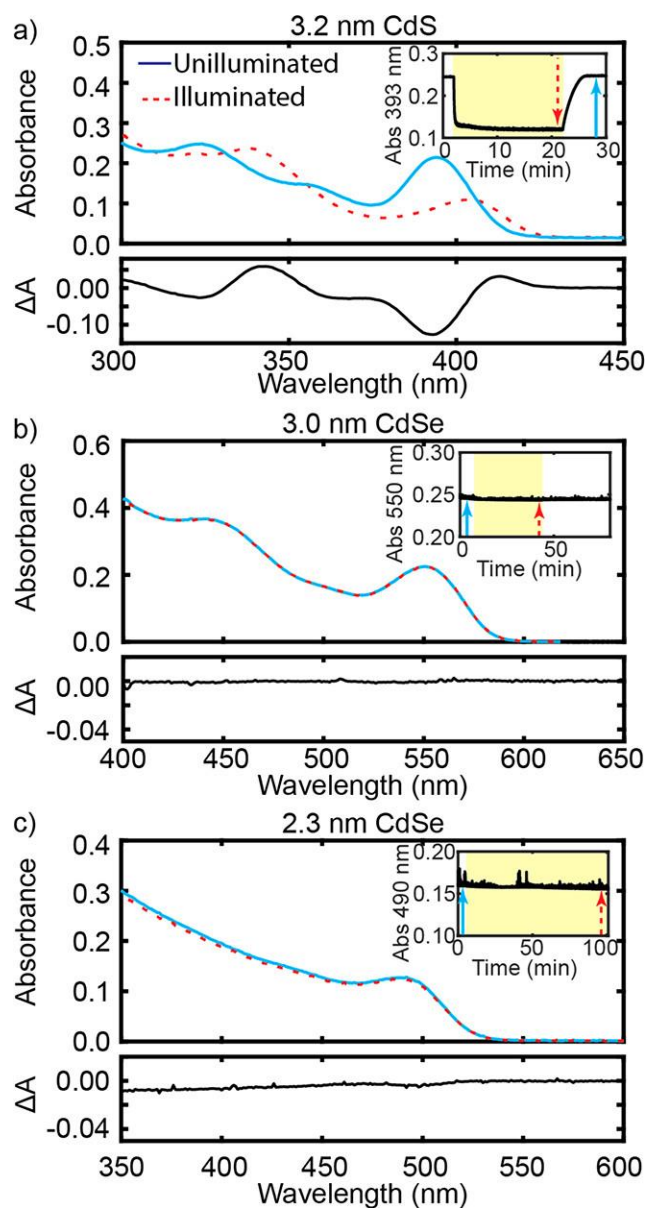 a)
3.2 nm CdS
Absorbance
0.5
0.4
0.3
0.2
0.1
0.0
Unilluminated
Illuminated
Abs 393 nm
0.3
0.2
0.1
0 10 20 30
Time (min)
ΔA
0.00
-0.10
300 350 400 450
Wavelength (nm)
b)
3.0 nm CdSe
Absorbance
0.6
0.4
0.2
0.0
Abs 550 nm
0.30
0.25
0.20
0 50
Time (min)
ΔA
0.00
-0.04
400 450 500 550 600 650
Wavelength (nm)
c)
2.3 nm CdSe
Absorbance
0.4
0.3
0.2
0.1
0.0
Abs 490 nm
0.20
0.15
0.10
0 50 100
Time (min)
ΔA
0.00
-0.04
350 400 450 500 550 600
Wavelength (nm)